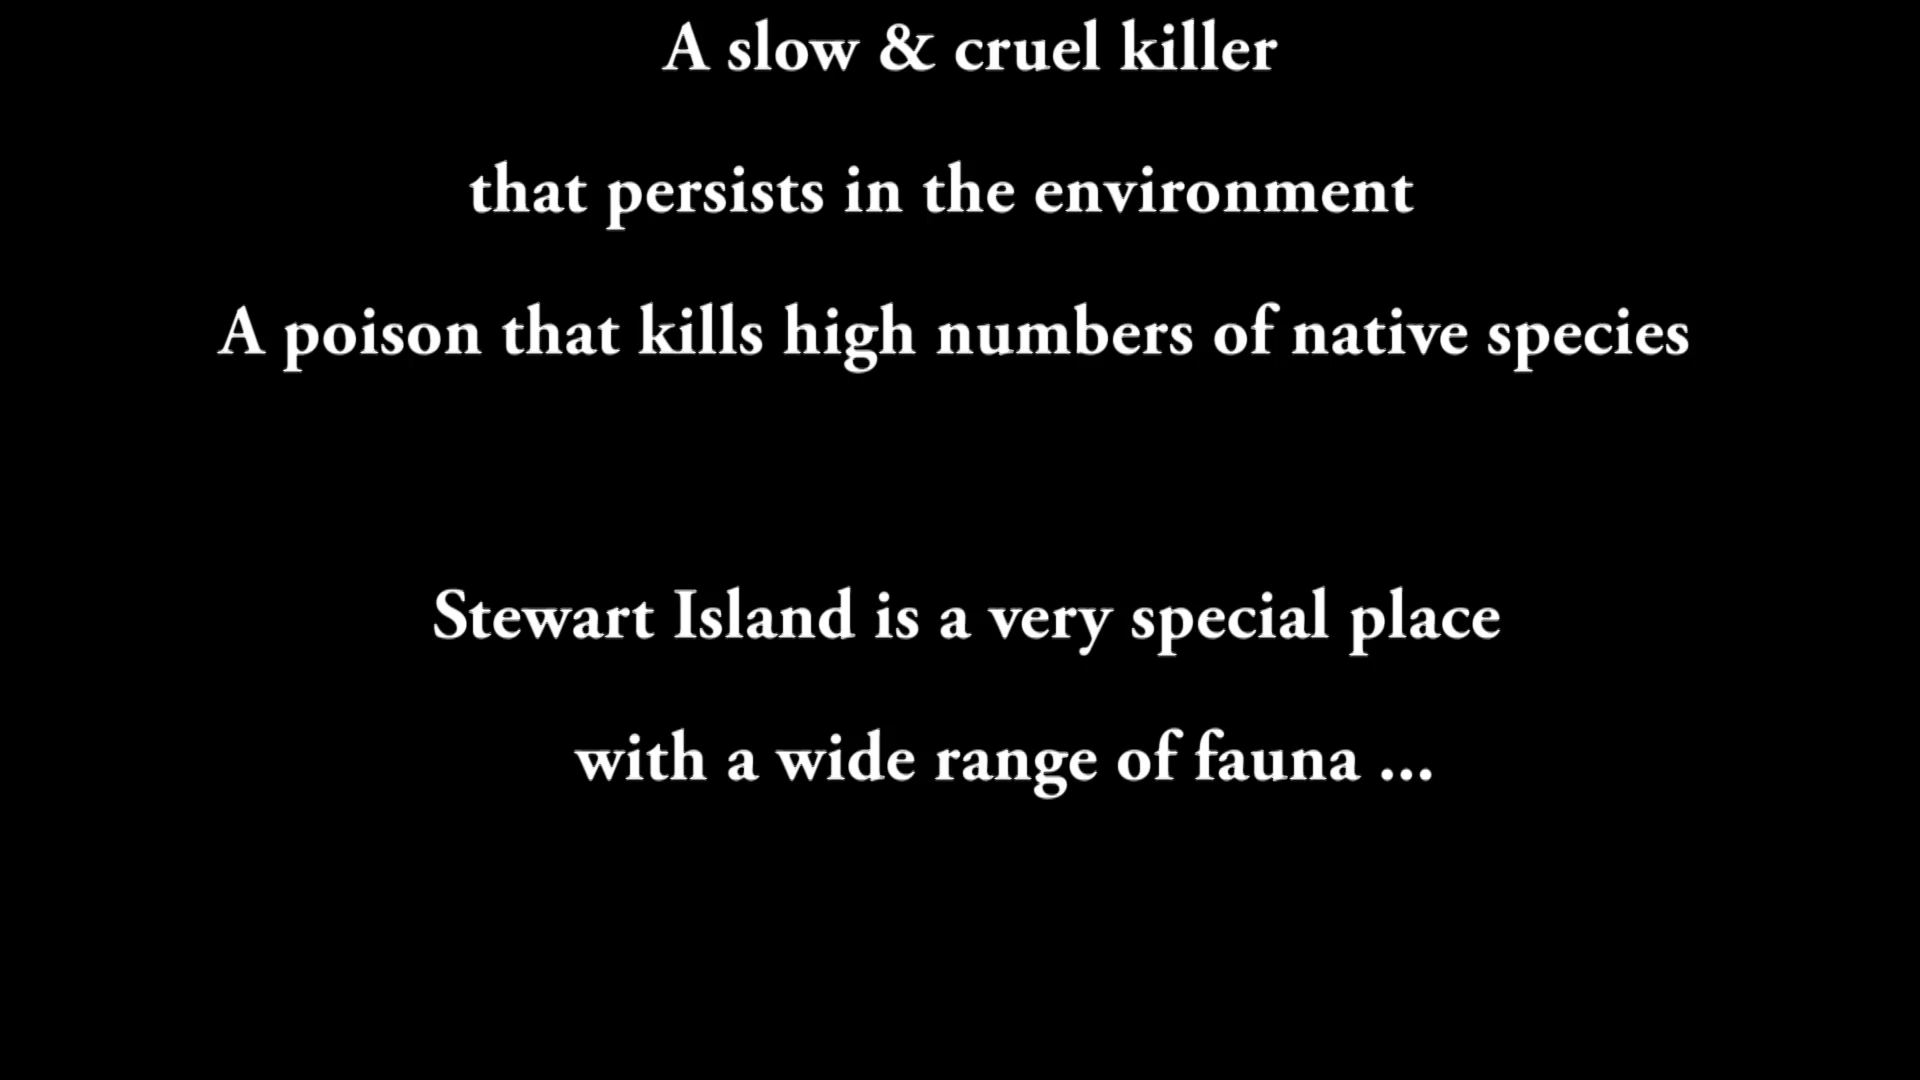 A slow & cruel killer
that persists in the environment
A poison that kills high numbers of native species
Stewart Island is a very special place
with a wide range of fauna ...